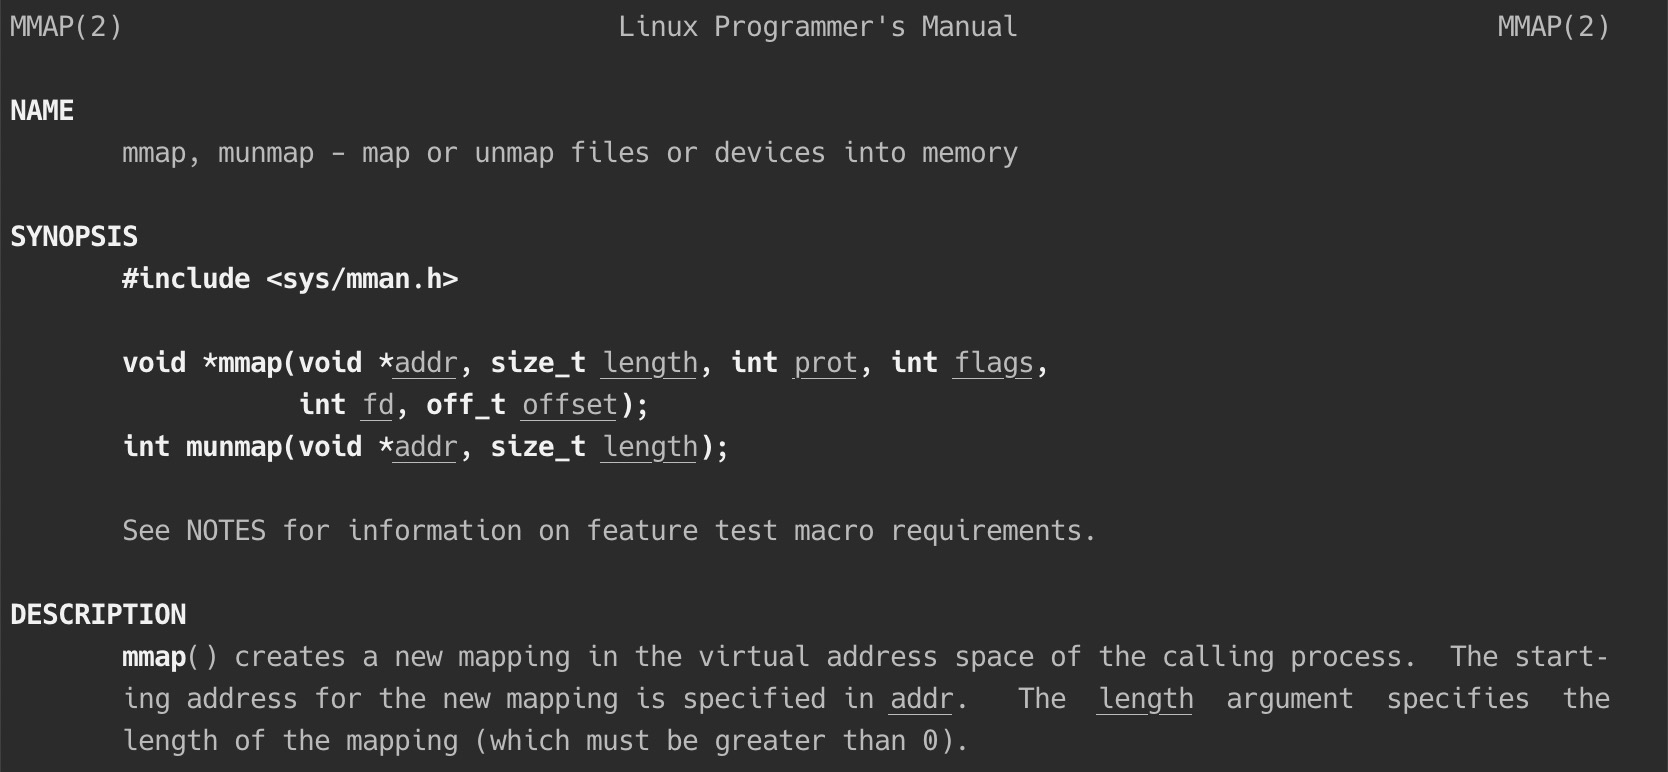 MMAP(2) Linux Programmer's Manual MMAP(2)
NAME
mmap, munmap - map or unmap files or devices into memory
SYNOPSIS
#include <sys/mman.h>
void *mmap(void *addr, size_t length, int prot, int flags,
int fd, off_t offset);
int munmap(void *addr, size_t length);
See NOTES for information on feature test macro requirements.
DESCRIPTION
mmap() creates a new mapping in the virtual address space of the calling process. The start-
ing address for the new mapping is specified in addr. The length argument specifies the
length of the mapping (which must be greater than 0).